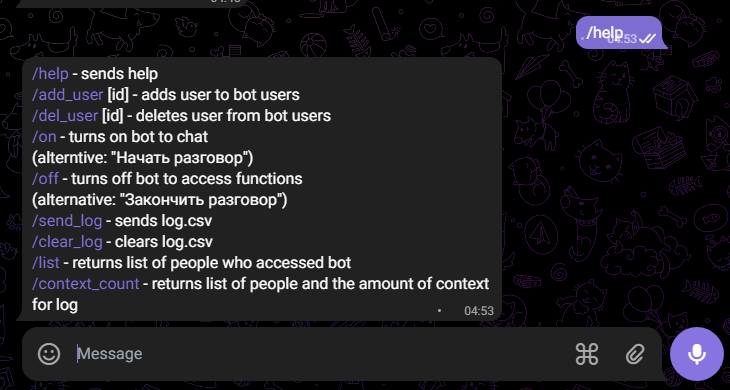 /help
04:53
/help - sends help
/add_user [id] - adds user to bot users
/del_user [id] - deletes user from bot users
/on - turns on bot to chat
(alterntive: "Начать разговор")
/off - turns off bot to access functions
(alternative: "Закончить разговор")
/send_log - sends log.csv
/clear_log - clears log.csv
/list - returns list of people who accessed bot
/context_count - returns list of people and the amount of context
for log
04:53
Message